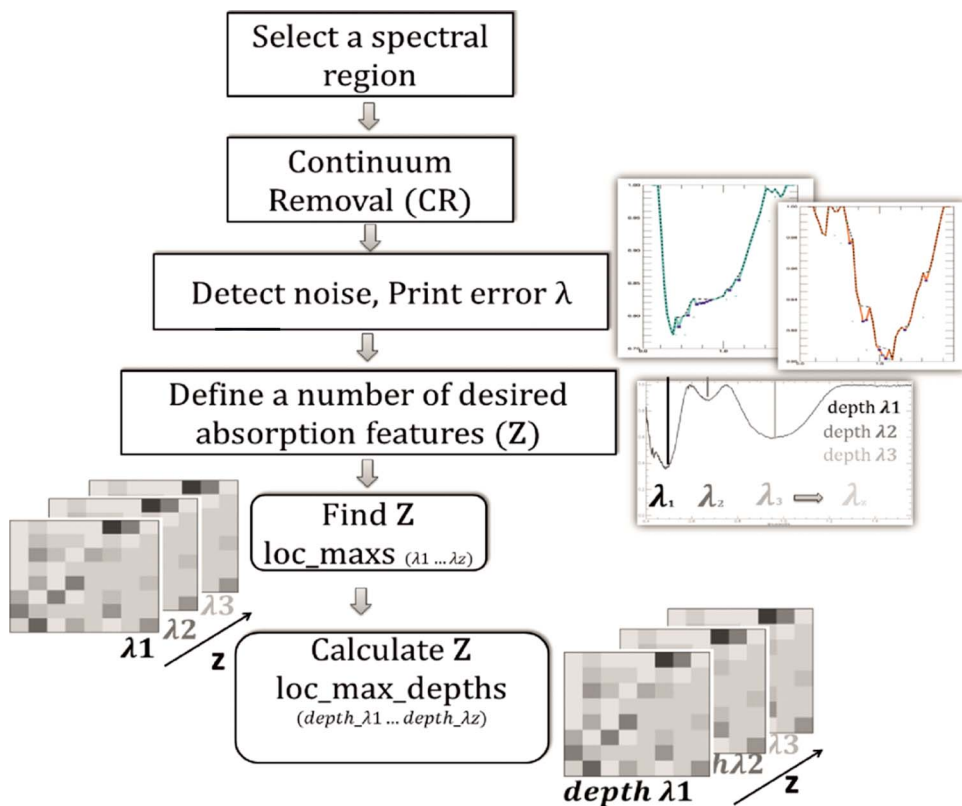 Select a spectral
region
Continuum
Removal (CR)
Detect noise, Print error λ
Define a number of desired
absorption features (Z)
depth λ1
depth λ2
depth λ3
λ₁ λ₂ λ₃ λz
Find Z
loc_maxs (λ1 ... λz)
λ1 λ2 λ3
z
Calculate Z
loc_max_depths
(depth_λ1 ... depth_λz)
depth λ1 hλ2 λ3
z